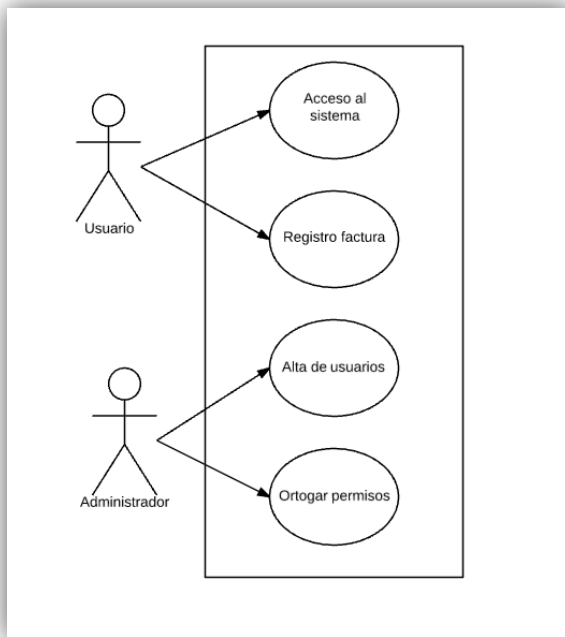 Acceso al
sistema
Usuario
Registro factura
Alta de usuarios
Administrador
Ortogar permisos